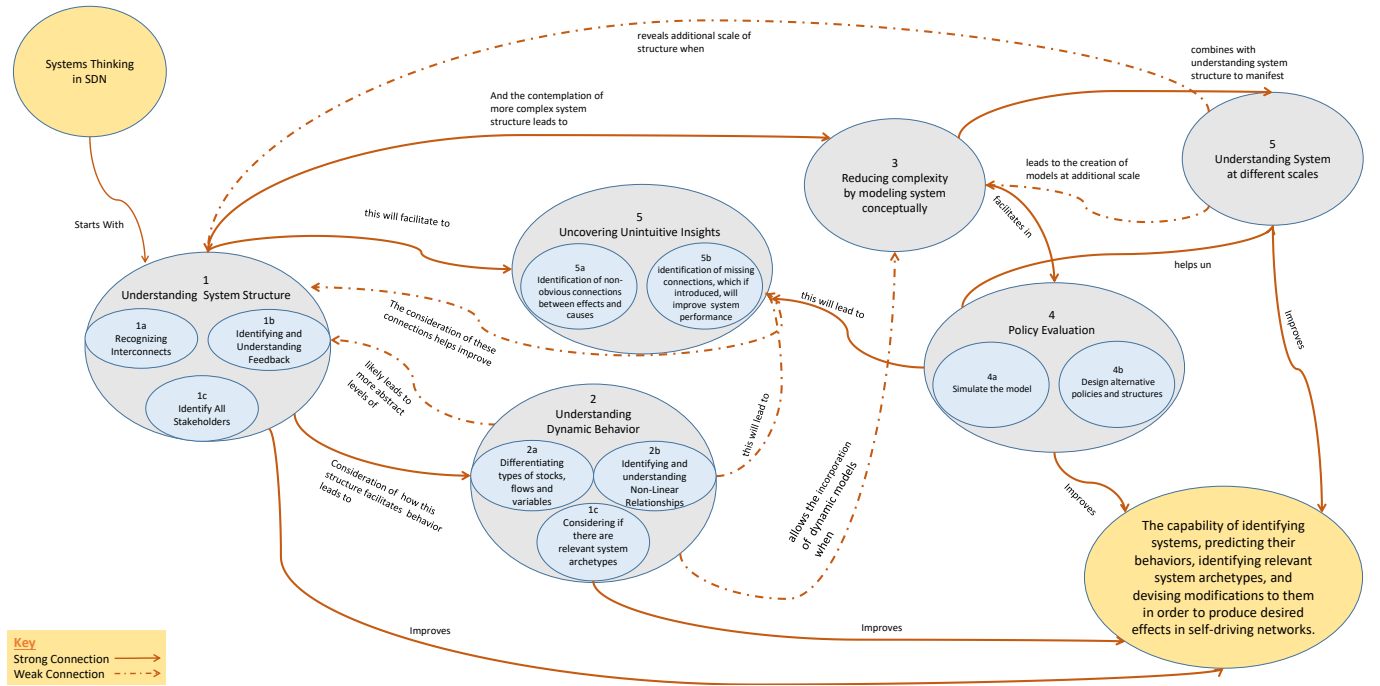 Systems Thinking
in SDN
Starts With
reveals additional scale of
structure when
And the contemplation of
more complex system
structure leads to
combines with
understanding system
structure to manifest
5
Understanding System
at different scales
3
Reducing complexity
by modeling system
conceptually
leads to the creation of
models at additional scale
facilitates in
this will facilitate to
5
Uncovering Unintuitive Insights
5a
Identification of non-
obvious connections
between effects and
causes
5b
identification of missing
connections, which if
introduced, will
improve system
performance
helps un
this will lead to
1
Understanding System Structure
1a
Recognizing
Interconnects
1b
Identifying and
Understanding
Feedback
1c
Identify All
Stakeholders
The consideration of these
connections helps improve
likely leads to
more abstract
levels of
4
Policy Evaluation
4a
Simulate the model
4b
Design alternative
policies and structures
Improves
2
Understanding
Dynamic Behavior
2a
Differentiating
types of stocks,
flows and
variables
2b
Identifying and
understanding
Non-Linear
Relationships
1c
Considering if
there are
relevant system
archetypes
this will lead to
Consideration of how this
structure facilitates behavior
leads to
allows the incorporation
of dynamic models
when
Improves
The capability of identifying
systems, predicting their
behaviors, identifying relevant
system archetypes, and
devising modifications to them
in order to produce desired
effects in self-driving networks.
Improves
Improves
Key
Strong Connection
Weak Connection